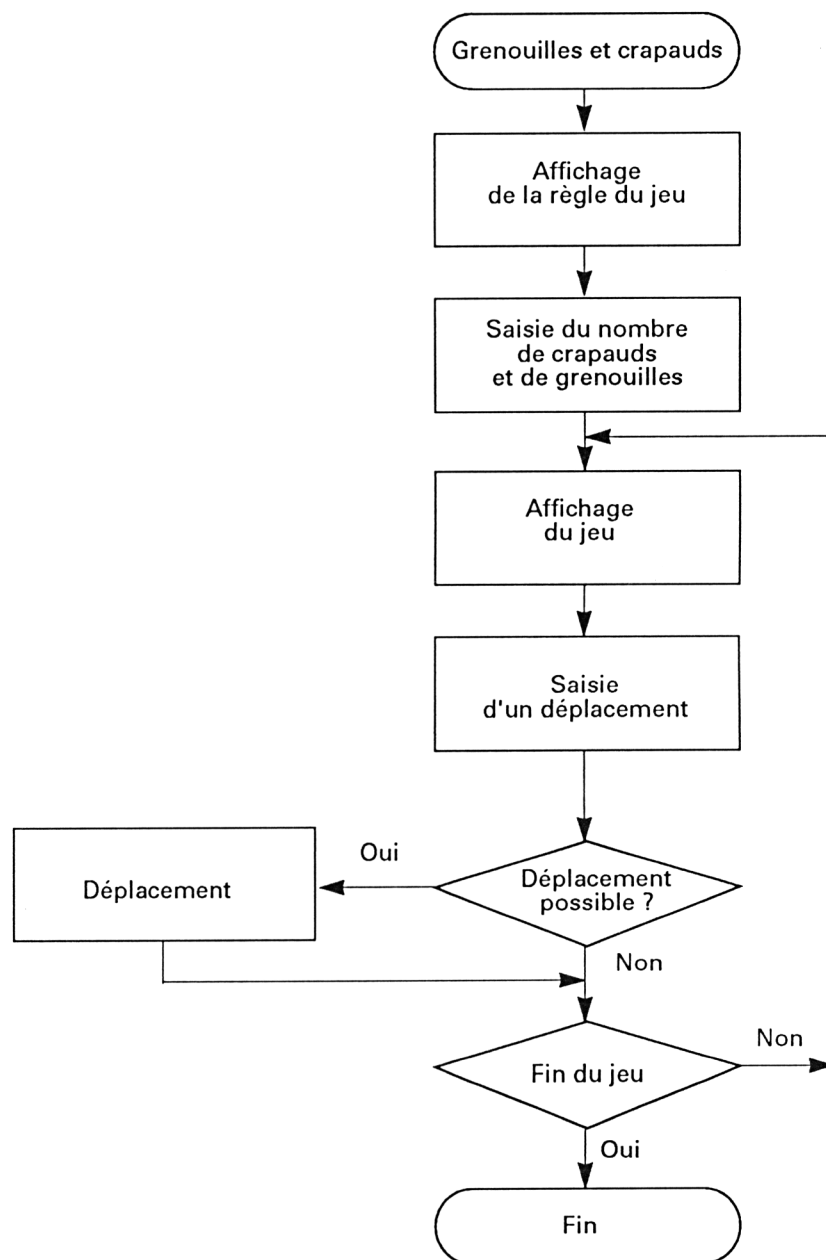 Grenouilles et crapauds
Affichage
de la règle du jeu
Saisie du nombre
de crapauds
et de grenouilles
Affichage
du jeu
Saisie
d'un déplacement
Oui
Déplacement
Déplacement
possible ?
Non
Non
Fin du jeu
Oui
Fin